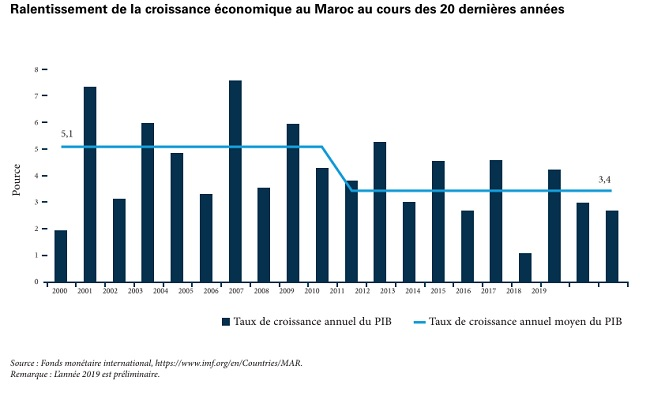 Ralentissement de la croissance économique au Maroc au cours des 20 dernières années
8
7
6
5
4
3
2
1
0
Pource
5,1
3,4
2000 2001 2002 2003 2004 2005 2006 2007 2008 2009 2010 2011 2012 2013 2014 2015 2016 2017 2018 2019
Taux de croissance annuel du PIB Taux de croissance annuel moyen du PIB
Source : Fonds monétaire international, https://www.imf.org/en/Countries/MAR.
Remarque : L’année 2019 est préliminaire.